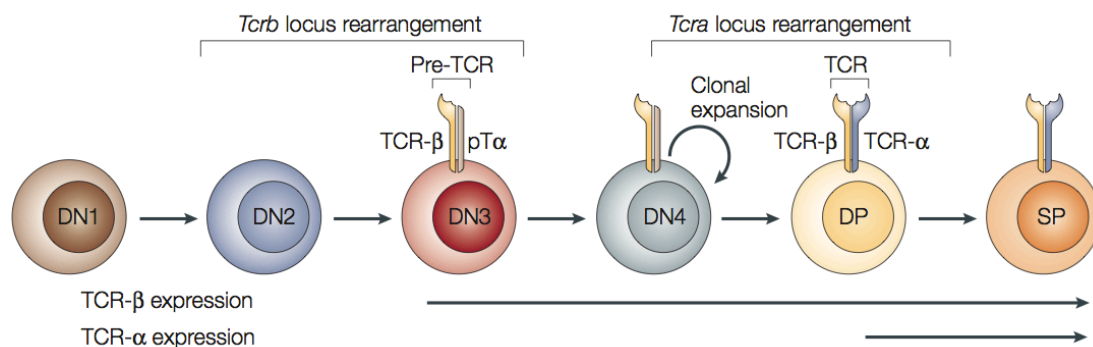 Tcrb locus rearrangement
Tcra locus rearrangement
Pre-TCR
TCR
Clonal
expansion
TCR-β pTα
TCR-β TCR-α
DN1 DN2 DN3 DN4 DP SP
TCR-β expression
TCR-α expression